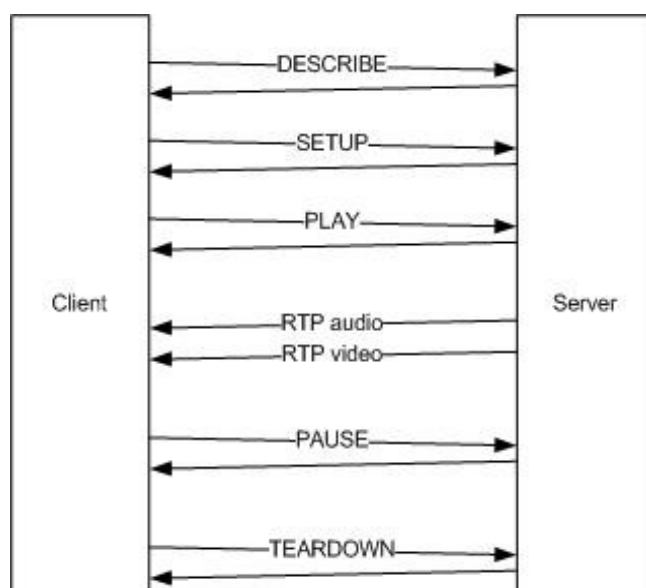 DESCRIBE
SETUP
PLAY
Client
Server
RTP audio
RTP video
PAUSE
TEARDOWN